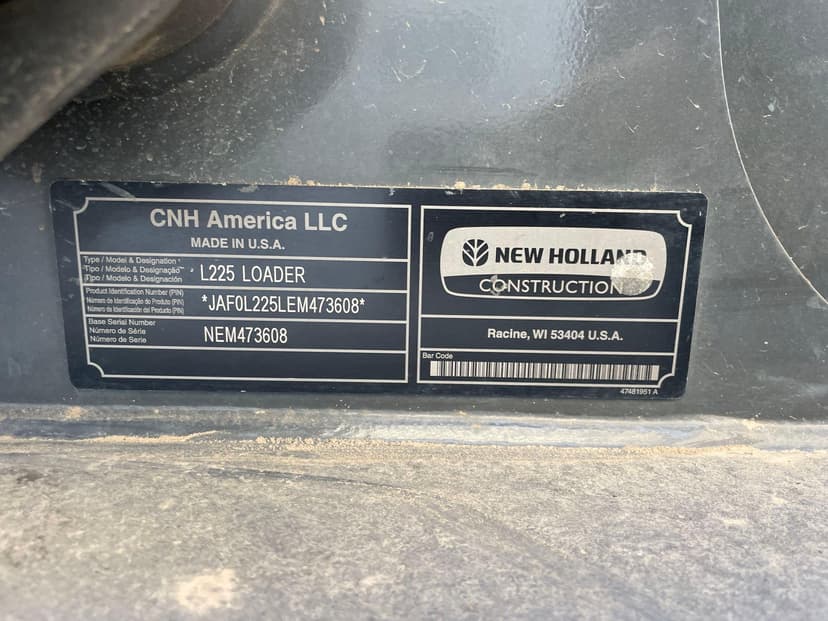 CNH America LLC
MADE IN U.S.A.
Type / Model & Designation
Tipo / Modelo & Designação
Tipo / Modelo & Designación
L225 LOADER
Product Identification Number (PIN)
Número de Identificação do Produto (PIN)
Número de Identificación del Producto (PIN)
*JAF0L225LEM473608*
Base Serial Number
Número de Série
Número de Serie
NEM473608
NEW HOLLAND
CONSTRUCTION
Racine, WI 53404 U.S.A.
Bar Code
47481951 A